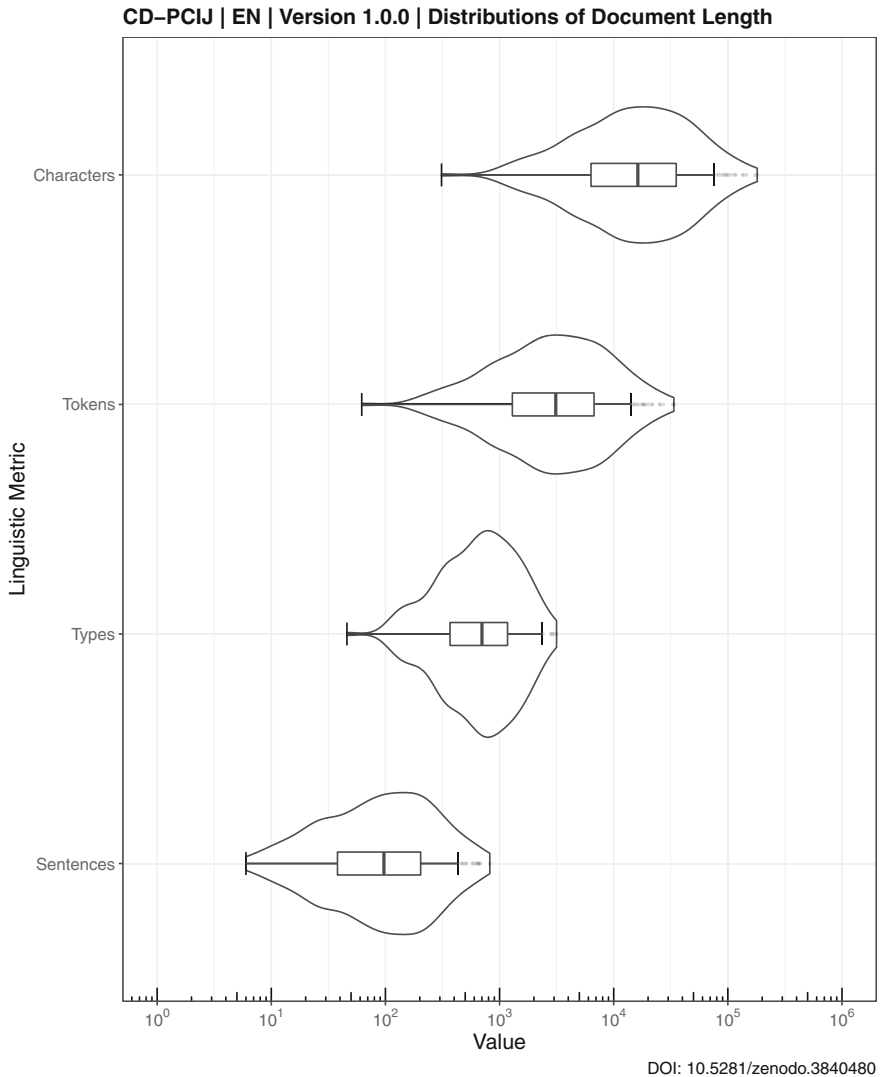 CD−PCIJ | EN | Version 1.0.0 | Distributions of Document Length
Linguistic Metric
Characters
Tokens
Types
Sentences
10⁰ 10¹ 10² 10³ 10⁴ 10⁵ 10⁶
Value
DOI: 10.5281/zenodo.3840480